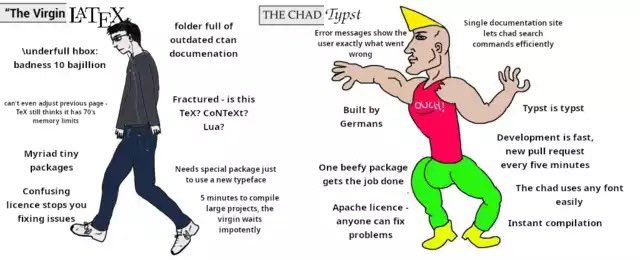 "The Virgin LATEX
folder full of
outdated ctan
documenation
\underfull hbox:
badness 10 bajillion
can't even adjust previous page -
TeX still thinks it has 70's
memory limits
Fractured - is this
TeX? CoNTeXt?
Lua?
Myriad tiny
packages
Needs special package just
to use a new typeface
Confusing
licence stops you
fixing issues
5 minutes to compile
large projects, the
virgin waits
impotently
THE CHAD Typst
Error messages show the
user exactly what went
wrong
Single documentation site
lets chad search
commands efficiently
OUCH!
Built by
Germans
Typst is typst
Development is fast,
new pull request
every five minutes
One beefy package
gets the job done
The chad uses any font
easily
Apache licence -
anyone can fix
problems
Instant compilation